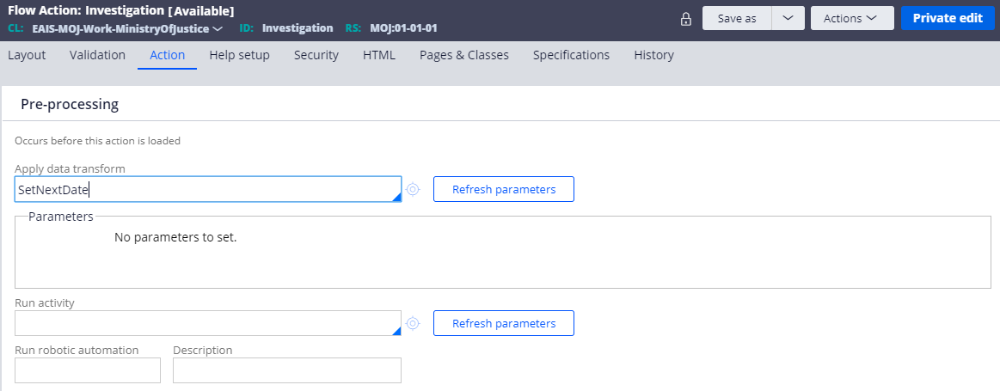 Flow Action: Investigation [Available]
CL: EAIS-MOJ-Work-MinistryOfJustice ID: Investigation RS: MOJ:01-01-01
Save as
Actions
Private edit
Layout Validation Action Help setup Security HTML Pages & Classes Specifications History
Pre-processing
Occurs before this action is loaded
Apply data transform
SetNextDate
Refresh parameters
Parameters
No parameters to set.
Run activity
Refresh parameters
Run robotic automation Description